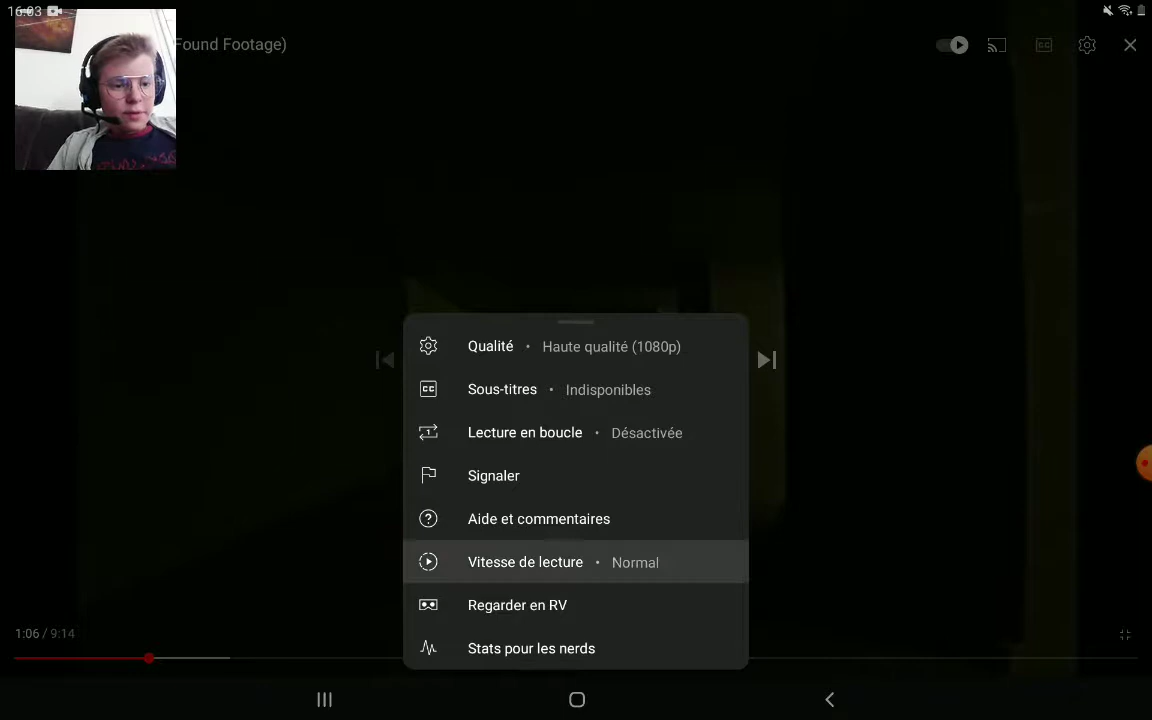 16:03
Found Footage)
Qualité • Haute qualité (1080p)
Sous-titres • Indisponibles
Lecture en boucle • Désactivée
Signaler
Aide et commentaires
Vitesse de lecture • Normal
Regarder en RV
Stats pour les nerds
1:06 / 9:14